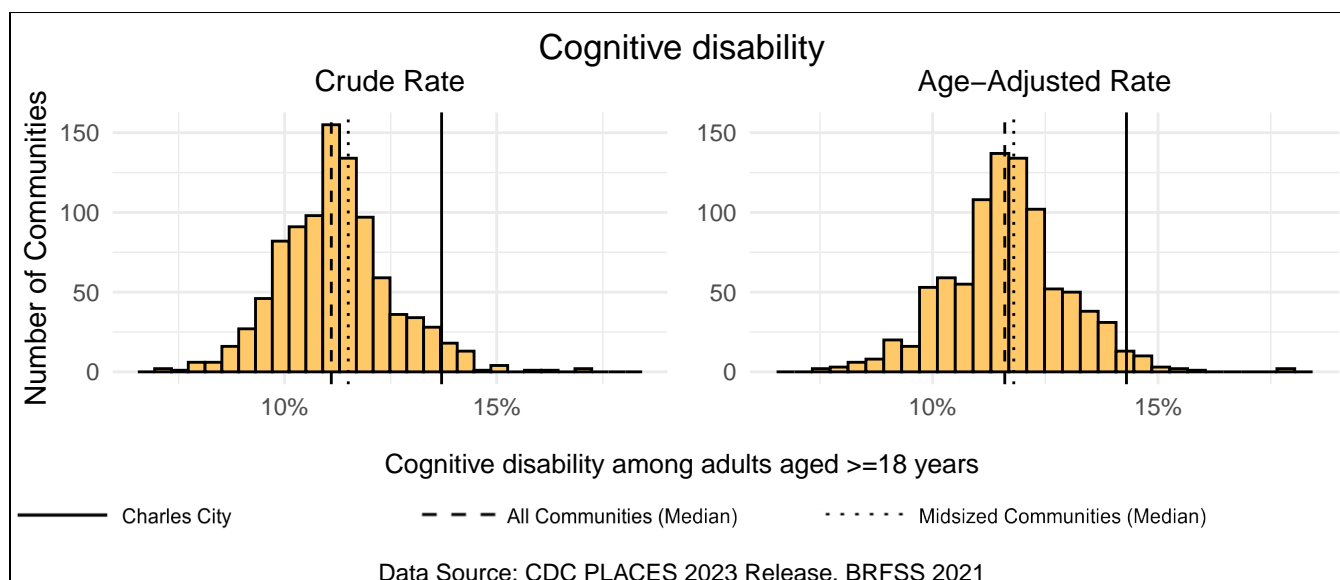 Cognitive disability
Crude Rate
Age−Adjusted Rate
Number of Communities
150
100
50
0
10%
15%
150
100
50
0
10%
15%
Cognitive disability among adults aged >=18 years
Charles City
All Communities (Median)
Midsized Communities (Median)
Data Source: CDC PLACES 2023 Release, BRFSS 2021